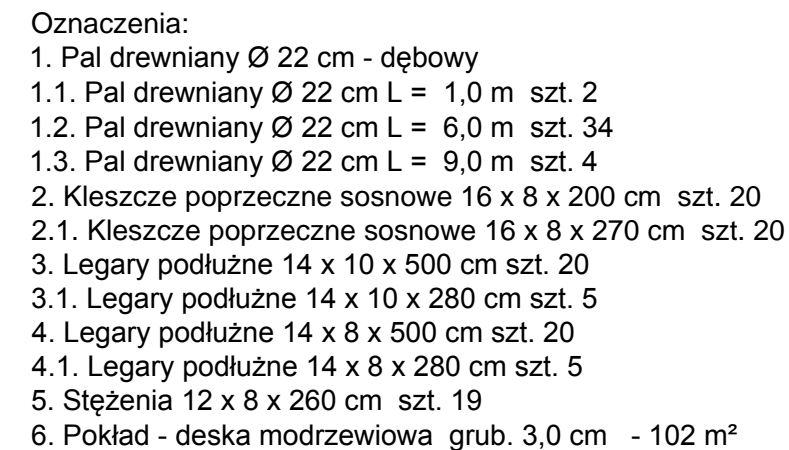 Oznaczenia:
1. Pal drewniany Ø 22 cm - dębowy
1.1. Pal drewniany Ø 22 cm L =  1,0 m  szt. 2
1.2. Pal drewniany Ø 22 cm L =  6,0 m  szt. 34
1.3. Pal drewniany Ø 22 cm L =  9,0 m  szt. 4
2. Kleszcze poprzeczne sosnowe 16 x 8 x 200 cm  szt. 20
2.1. Kleszcze poprzeczne sosnowe 16 x 8 x 270 cm  szt. 20
3. Legary podłużne 14 x 10 x 500 cm szt. 20
3.1. Legary podłużne 14 x 10 x 280 cm szt. 5
4. Legary podłużne 14 x 8 x 500 cm szt. 20
4.1. Legary podłużne 14 x 8 x 280 cm szt. 5
5. Stężenia 12 x 8 x 260 cm  szt. 19
6. Pokład - deska modrzewiowa  grub. 3,0 cm   - 102 m²